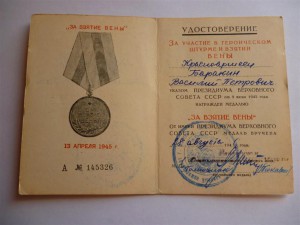 "ЗА ВЗЯТИЕ ВЕНЫ"
13 АПРЕЛЯ 1945 г.
А № 145326
УДОСТОВЕРЕНИЕ
ЗА УЧАСТИЕ В ГЕРОИЧЕСКОМ
ШТУРМЕ И ВЗЯТИИ
ВЕНЫ
Красноармеец
Василий Петрович
УКАЗОМ ПРЕЗИДИУМА ВЕРХОВНОГО
СОВЕТА СССР от 9 июня 1945 года
НАГРАЖДЕН МЕДАЛЬЮ
"ЗА ВЗЯТИЕ ВЕНЫ"
От имени ПРЕЗИДИУМА ВЕРХОВНОГО
СОВЕТА СССР МЕДАЛЬ ВРУЧЕНА
августа